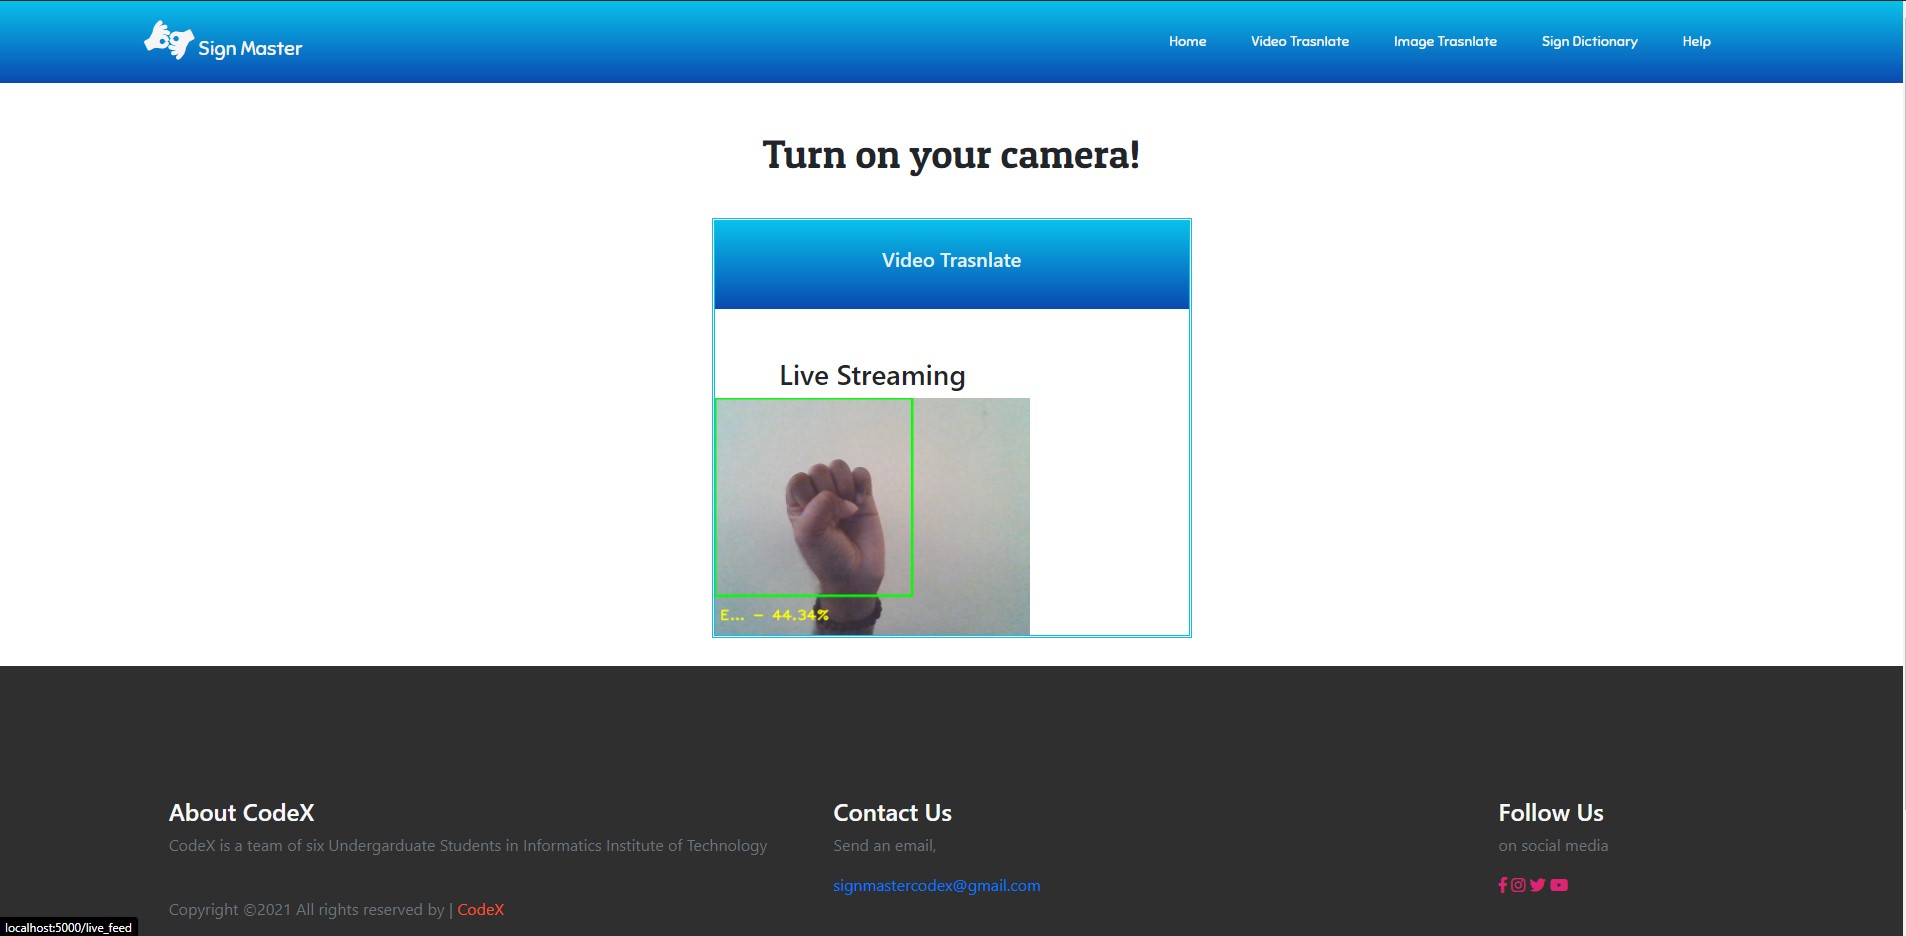 Sign Master
Home Video Trasnlate Image Trasnlate Sign Dictionary Help
Turn on your camera!
Video Trasnlate
Live Streaming
E... - 44.34%
About CodeX
CodeX is a team of six Undergarduate Students in Informatics Institute of Technology
Copyright ©2021 All rights reserved by | CodeX
Contact Us
Send an email,
signmastercodex@gmail.com
Follow Us
on social media
localhost:5000/live_feed